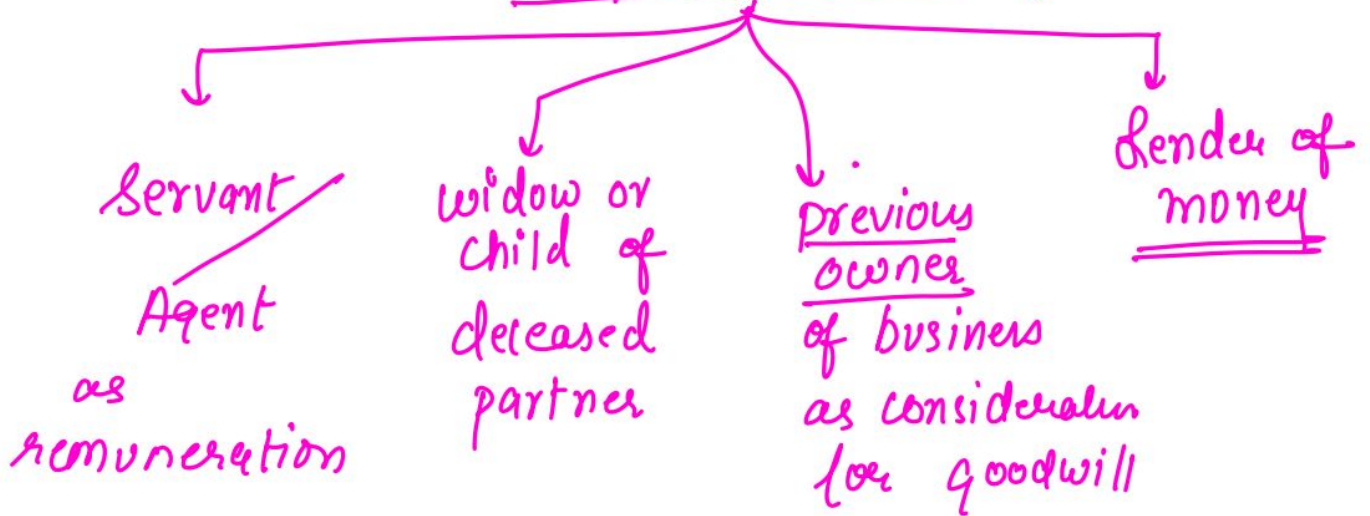 Servant
Agent
as
remuneration
widow or
child of
deceased
partner
previous
owner
of business
as consideration
for goodwill
Lender of
money